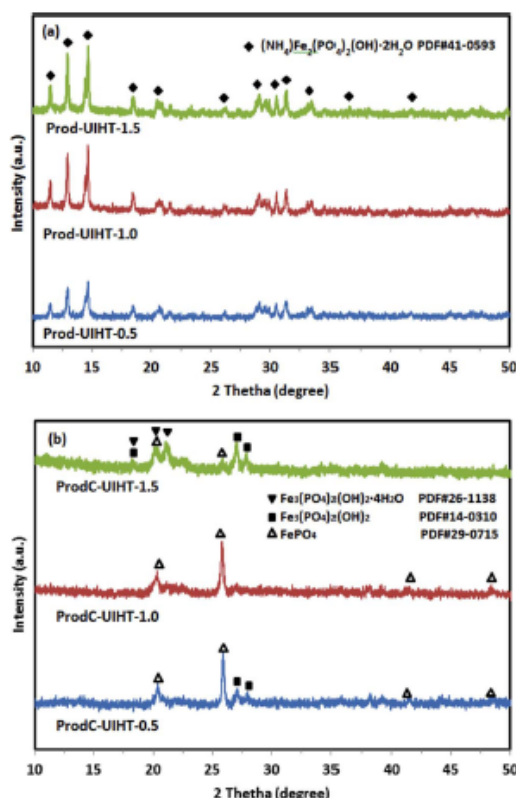 (a)
◆ (NH₄)Fe₂(PO₄)₂(OH)·2H₂O PDF#41-0593
Prod-UIHT-1.5
Prod-UIHT-1.0
Prod-UIHT-0.5
Intensity (a.u.)
10 15 20 25 30 35 40 45 50
2 Thetha (degree)
(b)
ProdC-UIHT-1.5
▼ Fe₃(PO₄)₂(OH)₂·4H₂O PDF#26-1138
■ Fe₃(PO₄)₂(OH)₂ PDF#14-0310
△ FePO₄ PDF#29-0715
ProdC-UIHT-1.0
ProdC-UIHT-0.5
Intensity (a.u.)
10 15 20 25 30 35 40 45 50
2 Thetha (degree)